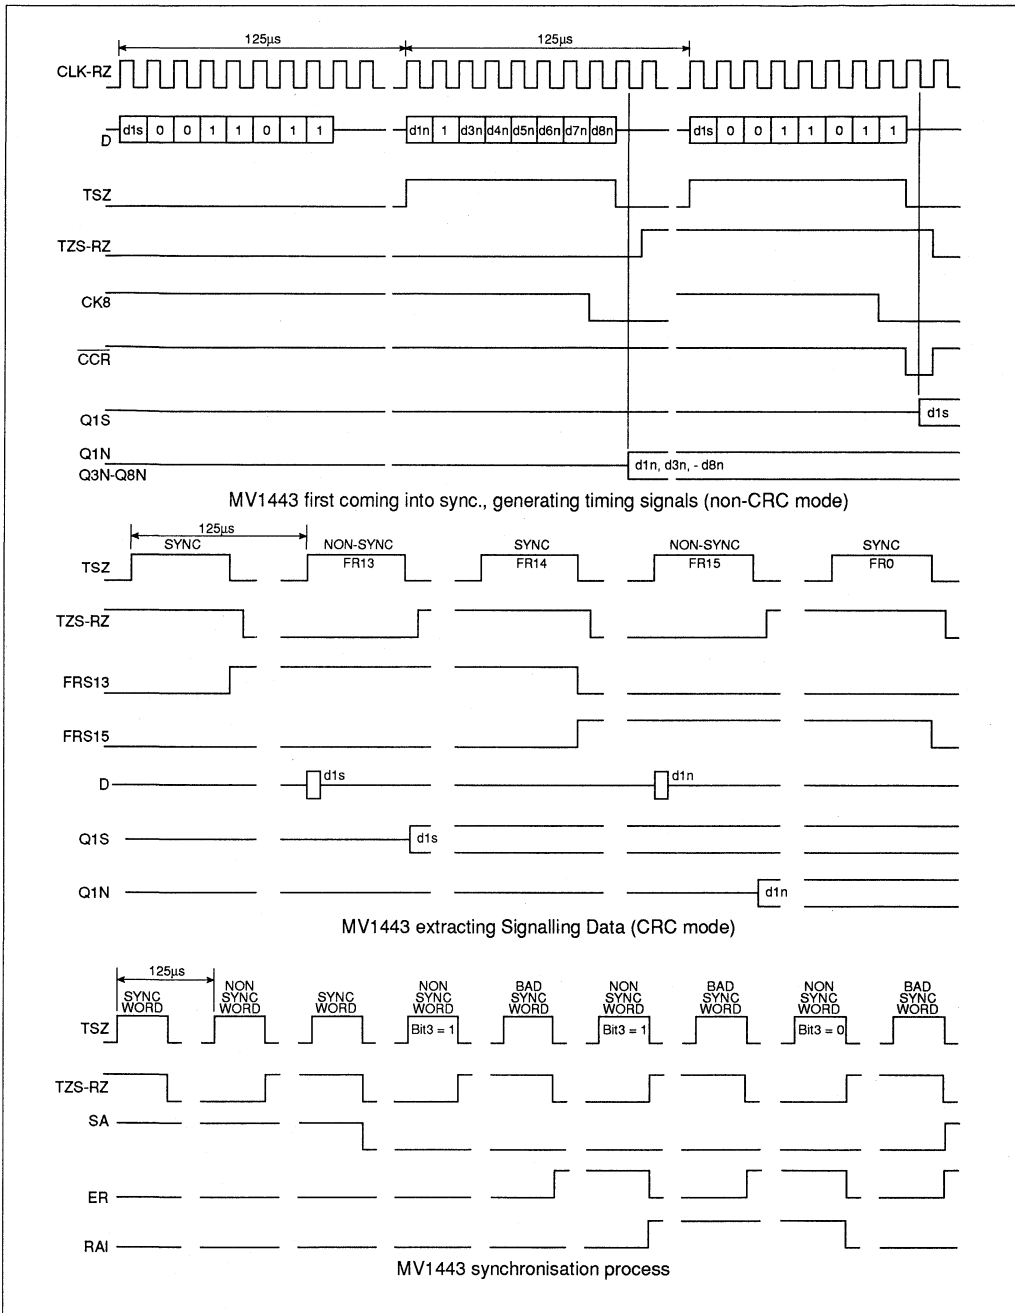 125µs 125µs
CLK-RZ
D d1s 0 0 1 1 0 1 1 d1n 1 d3n d4n d5n d6n d7n d8n d1s 0 0 1 1 0 1 1
TSZ
TZS-RZ
CK8
CCR
Q1S d1s
Q1N
Q3N-Q8N d1n, d3n, - d8n
MV1443 first coming into sync., generating timing signals (non-CRC mode)
125µs
SYNC NON-SYNC SYNC NON-SYNC SYNC
TSZ FR13 FR14 FR15 FR0
TZS-RZ
FRS13
FRS15
D d1s d1n
Q1S d1s
Q1N d1n
MV1443 extracting Signalling Data (CRC mode)
125µs
SYNC WORD NON SYNC WORD SYNC WORD NON SYNC WORD BAD SYNC WORD NON SYNC WORD BAD SYNC WORD NON SYNC WORD BAD SYNC WORD
TSZ Bit3 = 1 Bit3 = 1 Bit3 = 0
TZS-RZ
SA
ER
RAI
MV1443 synchronisation process